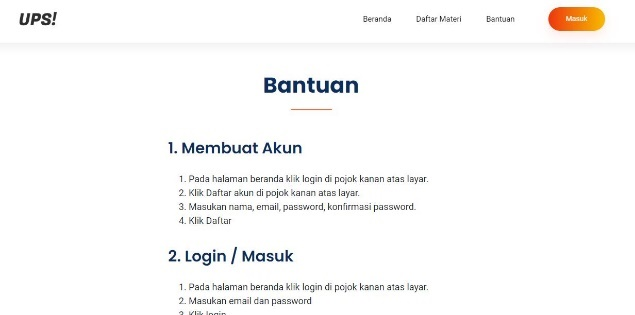 UPS!
Beranda
Daftar Materi
Bantuan
Masuk
Bantuan
1. Membuat Akun
1. Pada halaman beranda klik login di pojok kanan atas layar.
2. Klik Daftar akun di pojok kanan atas layar.
3. Masukan nama, email, password, konfirmasi password.
4. Klik Daftar
2. Login / Masuk
1. Pada halaman beranda klik login di pojok kanan atas layar.
2. Masukan email dan password
3. Klik login